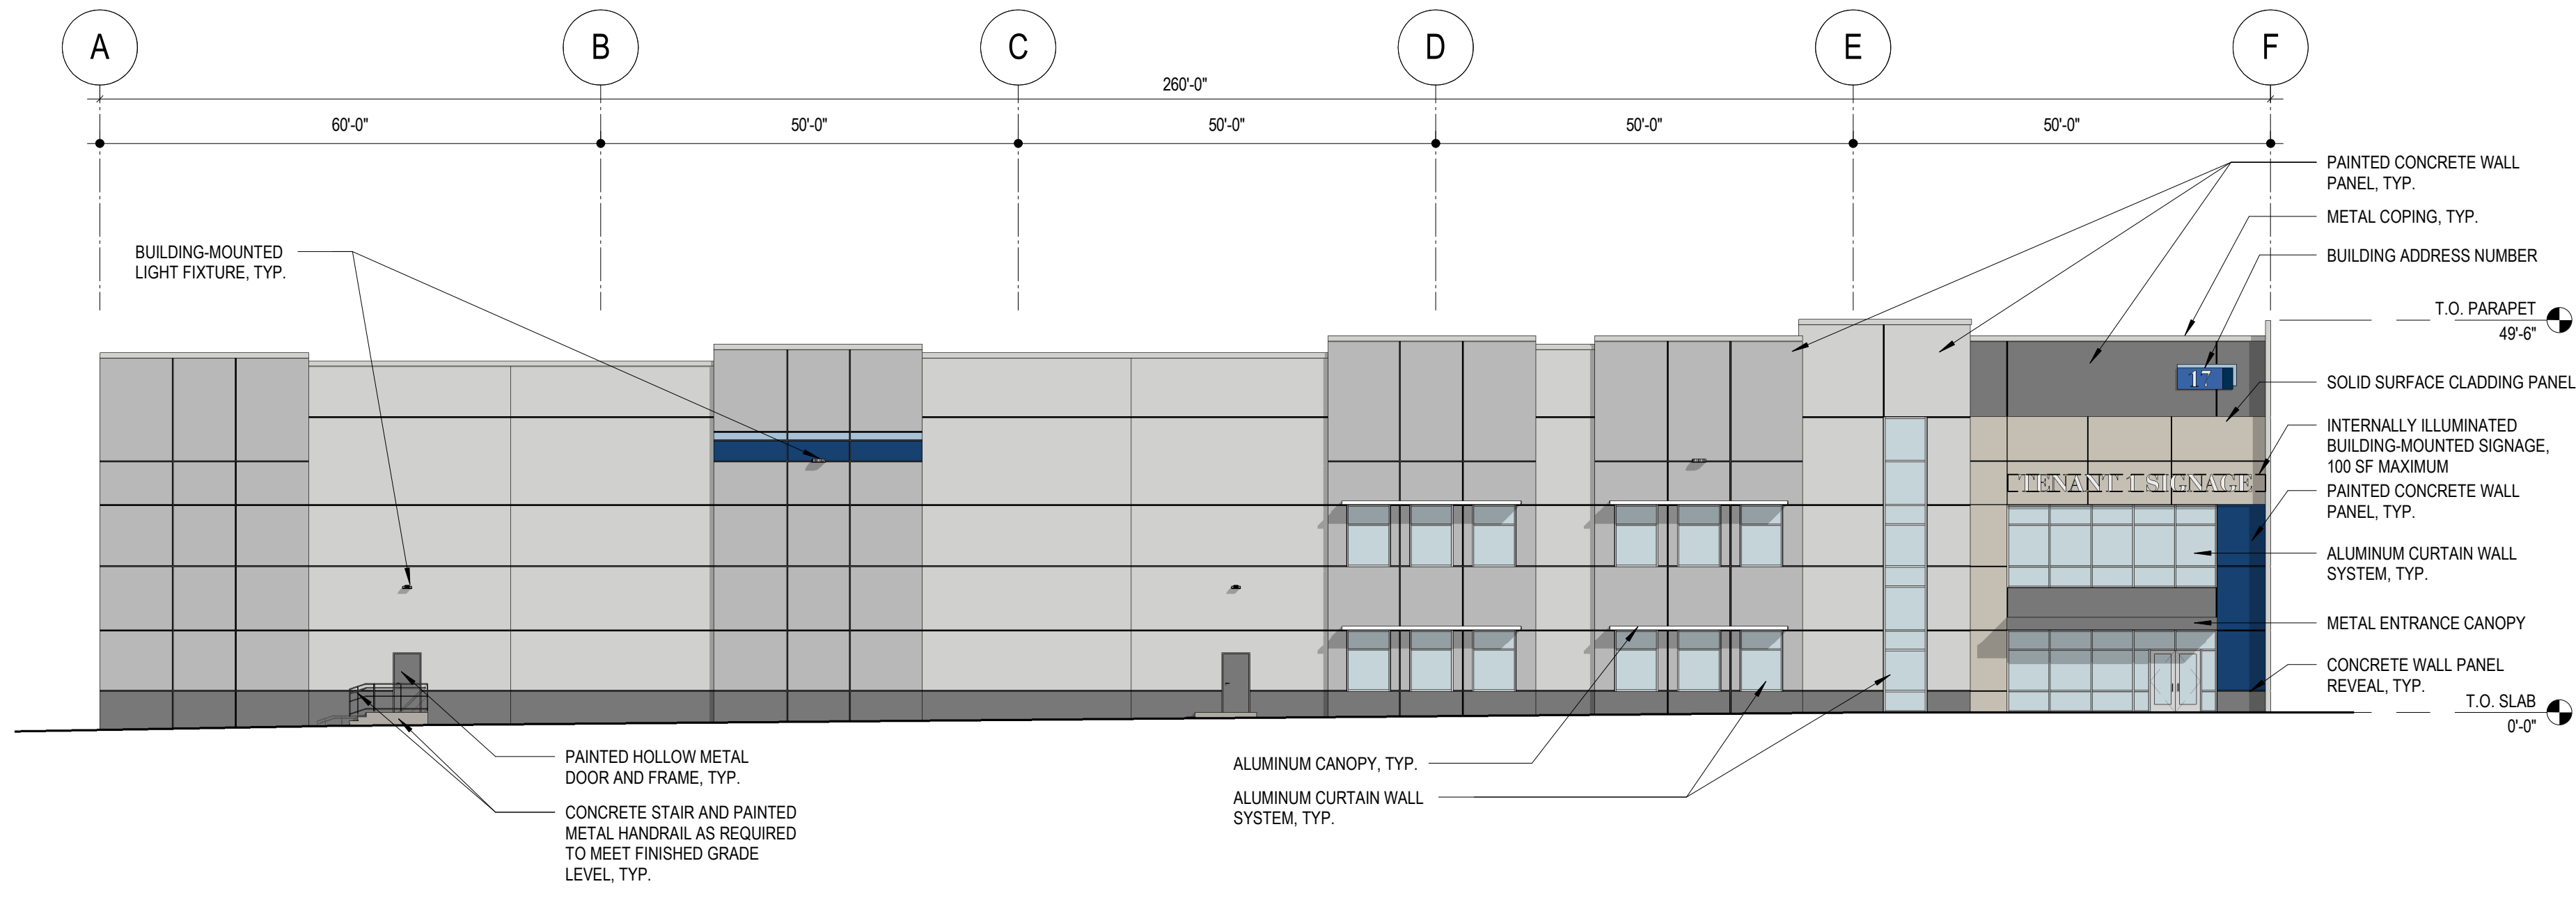 A
B
C
D
E
F
260'-0"
60'-0"
50'-0"
50'-0"
50'-0"
50'-0"
BUILDING-MOUNTED
LIGHT FIXTURE, TYP.
PAINTED CONCRETE WALL
PANEL, TYP.
METAL COPING, TYP.
BUILDING ADDRESS NUMBER
T.O. PARAPET
49'-6"
17
SOLID SURFACE CLADDING PANEL
INTERNALLY ILLUMINATED
BUILDING-MOUNTED SIGNAGE,
100 SF MAXIMUM
TENANT 1 SIGNAGE
PAINTED CONCRETE WALL
PANEL, TYP.
ALUMINUM CURTAIN WALL
SYSTEM, TYP.
METAL ENTRANCE CANOPY
CONCRETE WALL PANEL
REVEAL, TYP.
T.O. SLAB
0'-0"
PAINTED HOLLOW METAL
DOOR AND FRAME, TYP.
CONCRETE STAIR AND PAINTED
METAL HANDRAIL AS REQUIRED
TO MEET FINISHED GRADE
LEVEL, TYP.
ALUMINUM CANOPY, TYP.
ALUMINUM CURTAIN WALL
SYSTEM, TYP.